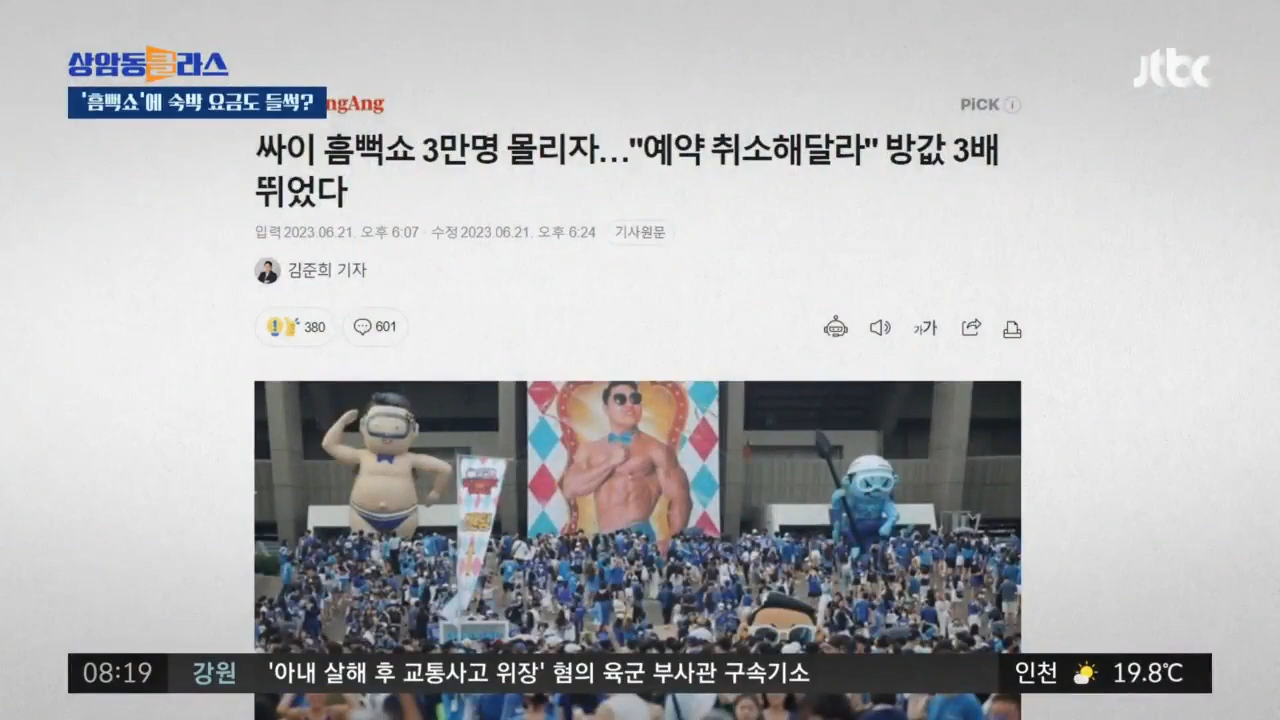 상암동클라스
jtbc
'흠뻑쇼'에 숙박 요금도 들썩?
ngAng
PiCK
싸이 흠뻑쇼 3만명 몰리자..."예약 취소해달라" 방값 3배
뛰었다
입력 2023.06.21. 오후 6:07 · 수정 2023.06.21. 오후 6:24 기사원문
김준희 기자
380 601
가가
08:19 강원 '아내 살해 후 교통사고 위장' 혐의 육군 부사관 구속기소 인천 19.8℃